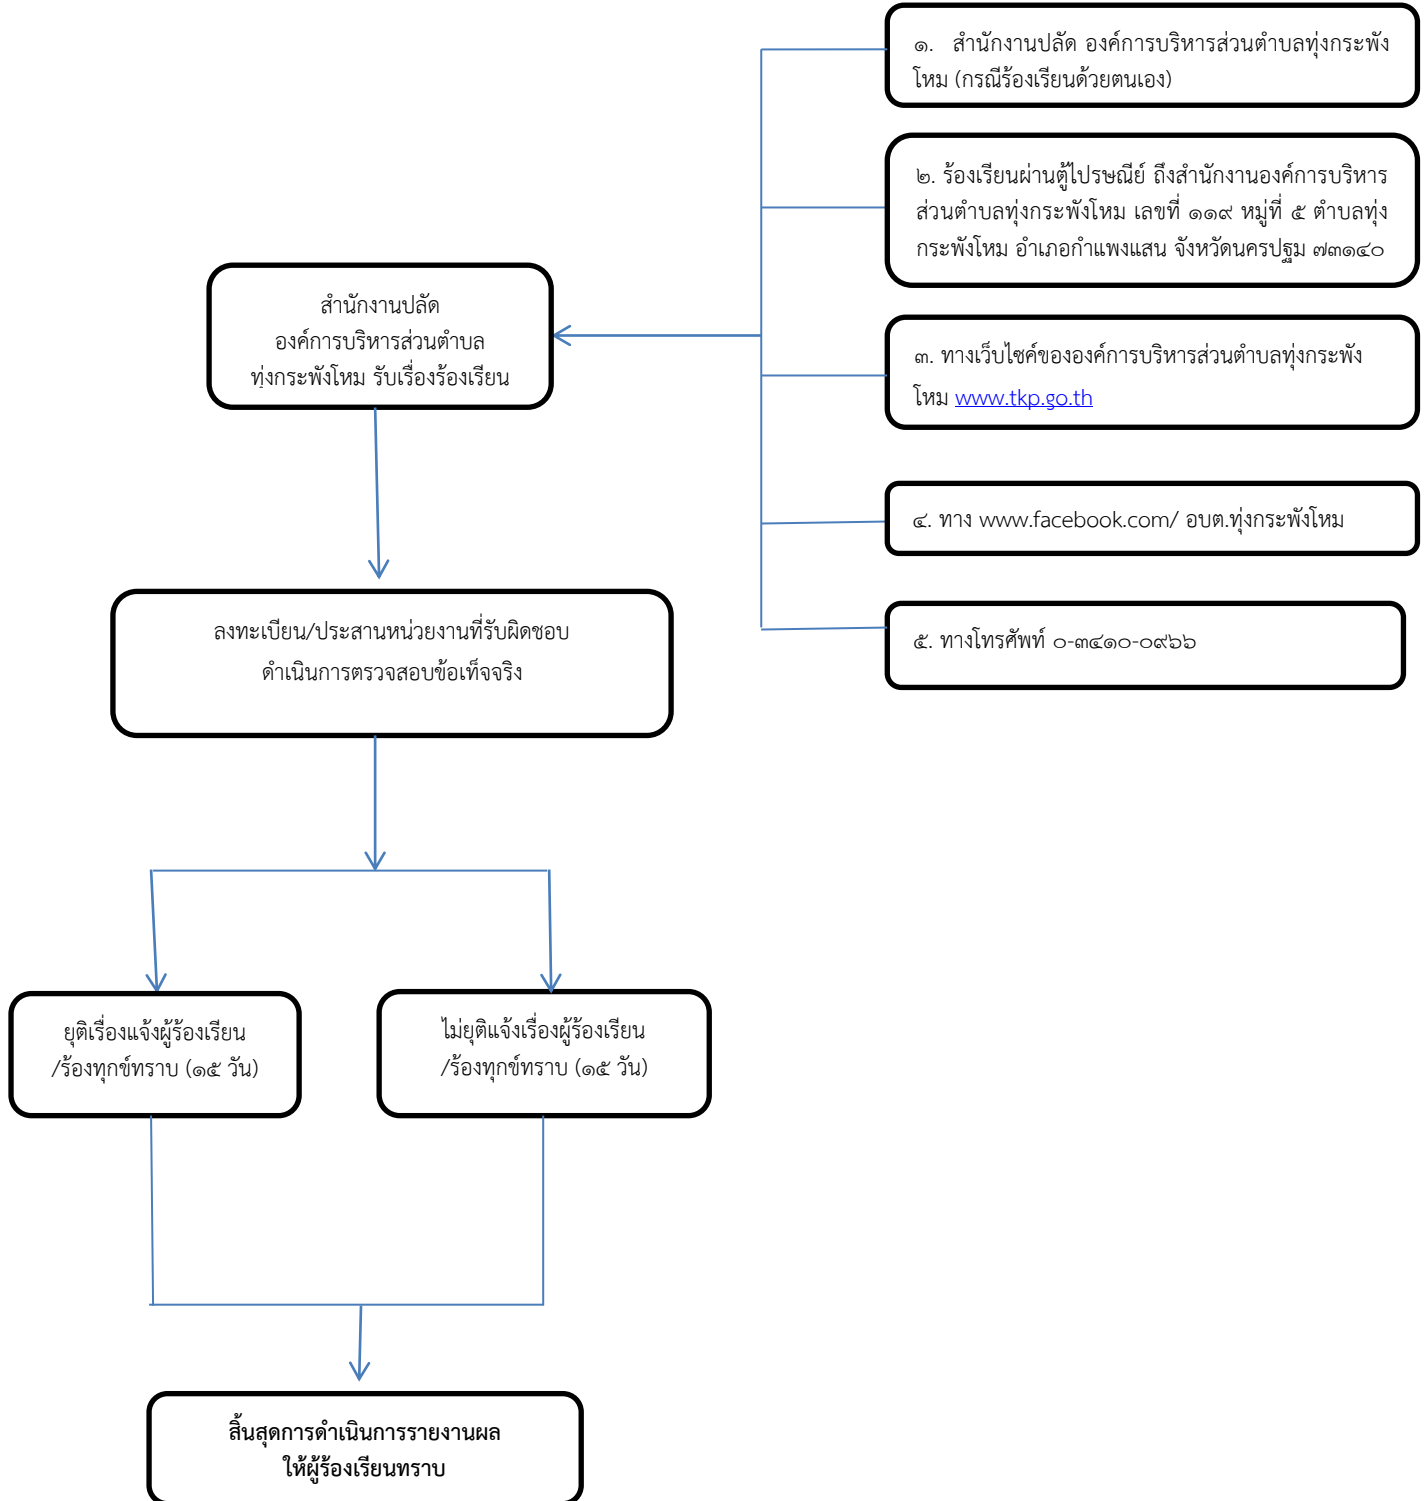 ๑. สำนักงานปลัด องค์การบริหารส่วนตำบลทุ่งกระพัง
โหม (กรณีร้องเรียนด้วยตนเอง)
๒. ร้องเรียนผ่านตู้ไปรษณีย์ ถึงสำนักงานองค์การบริหาร
ส่วนตำบลทุ่งกระพังโหม เลขที่ ๑๑๙ หมู่ที่ ๕ ตำบลทุ่ง
กระพังโหม อำเภอกำแพงแสน จังหวัดนครปฐม ๗๓๑๔๐
สำนักงานปลัด
องค์การบริหารส่วนตำบล
ทุ่งกระพังโหม รับเรื่องร้องเรียน
๓. ทางเว็บไซค์ขององค์การบริหารส่วนตำบลทุ่งกระพัง
โหม www.tkp.go.th
๔. ทาง www.facebook.com/ อบต.ทุ่งกระพังโหม
๕. ทางโทรศัพท์ ๐-๓๔๑๐-๐๙๖๖
ลงทะเบียน/ประสานหน่วยงานที่รับผิดชอบ
ดำเนินการตรวจสอบข้อเท็จจริง
ยุติเรื่องแจ้งผู้ร้องเรียน
/ร้องทุกข์ทราบ (๑๕ วัน)
ไม่ยุติแจ้งเรื่องผู้ร้องเรียน
/ร้องทุกข์ทราบ (๑๕ วัน)
สิ้นสุดการดำเนินการรายงานผล
ให้ผู้ร้องเรียนทราบ